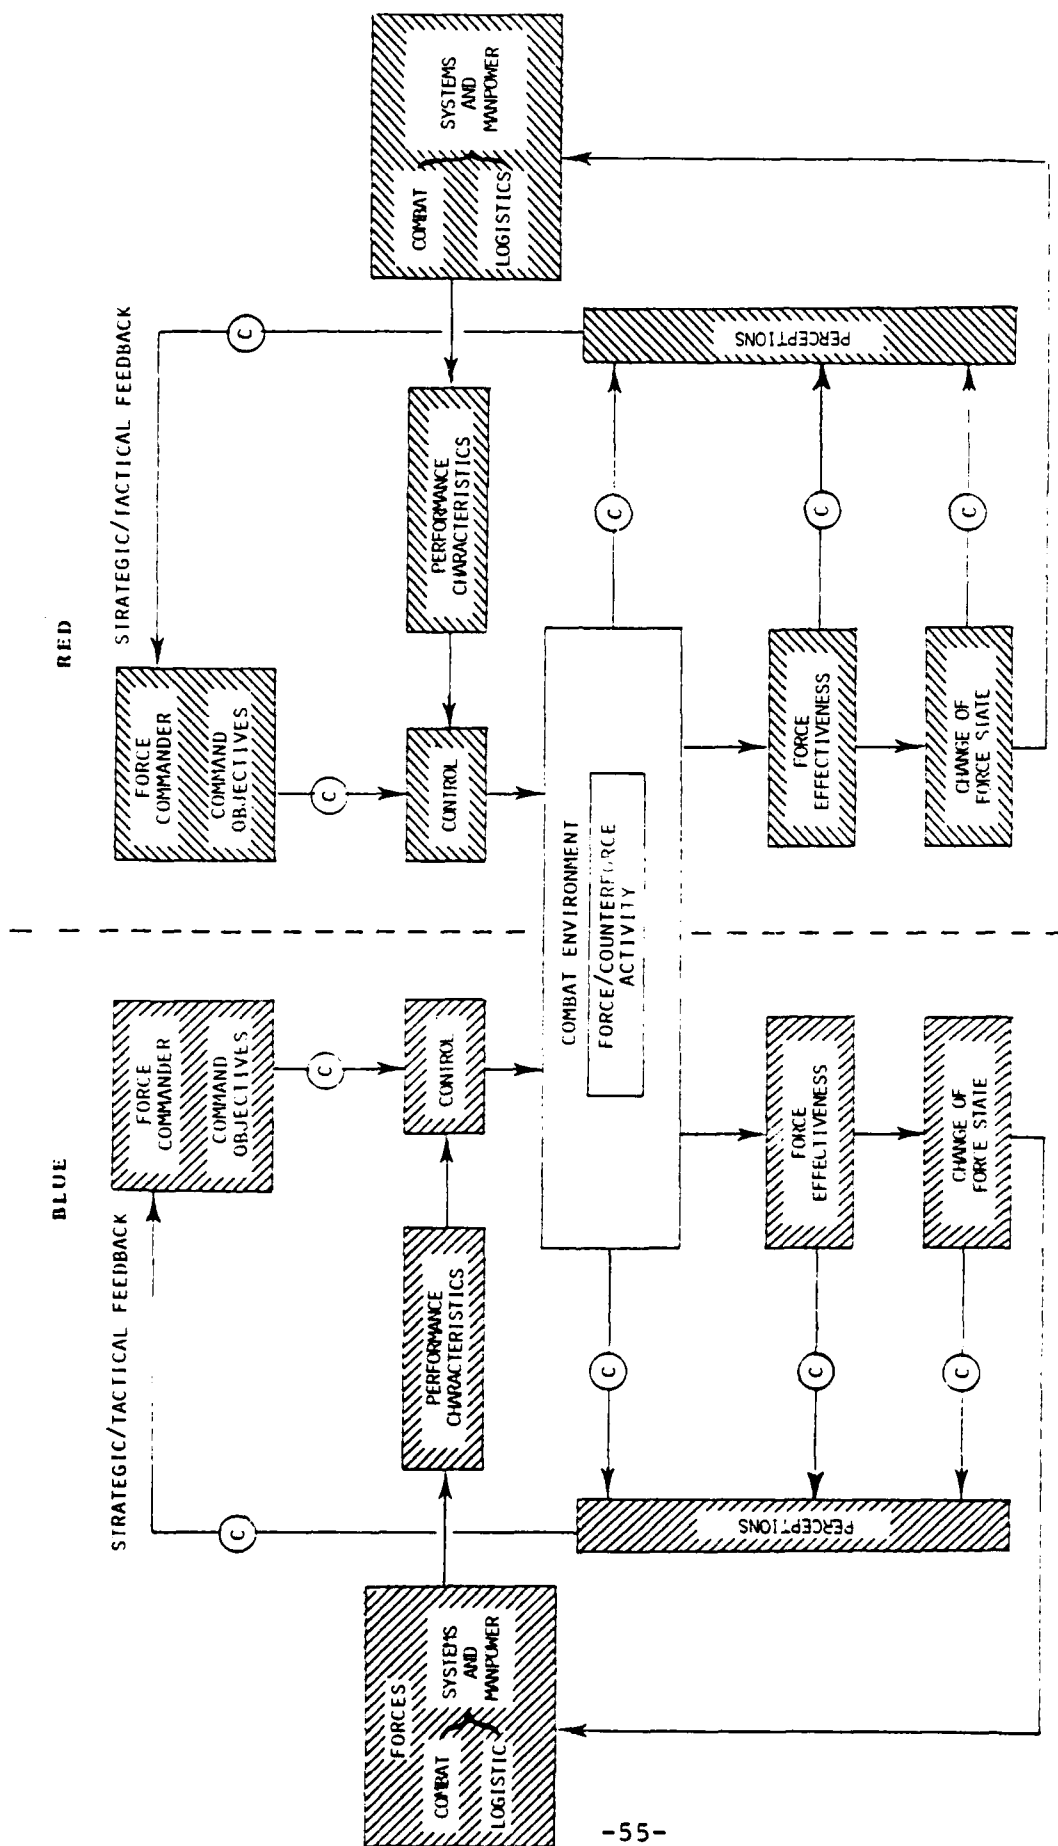 BLUE
RED
STRATEGIC/TACTICAL FEEDBACK
STRATEGIC/TACTICAL FEEDBACK
FORCE
COMMANDER
COMMAND
OBJECTIVES
FORCE
COMMANDER
COMMAND
OBJECTIVES
C
C
C
C
FORCES
COMBAT
LOGISTIC
SYSTEMS
AND
MANPOWER
PERFORMANCE
CHARACTERISTICS
CONTROL
CONTROL
PERFORMANCE
CHARACTERISTICS
COMBAT
LOGISTICS
SYSTEMS
AND
MANPOWER
COMBAT ENVIRONMENT
FORCE/COUNTERFORCE
ACTIVITY
PERCEPTIONS
C
C
C
C
C
C
PERCEPTIONS
FORCE
EFFECTIVENESS
FORCE
EFFECTIVENESS
CHANGE OF
FORCE STATE
CHANGE OF
FORCE STATE
-55-